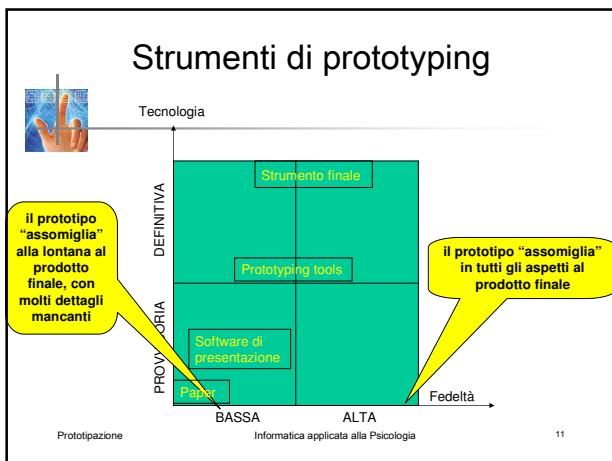 Strumenti di prototyping
Tecnologia
DEFINITIVA
PROVVISORIA
Strumento finale
Prototyping tools
Software di
presentazione
Paper
il prototipo
“assomiglia”
alla lontana al
prodotto
finale, con
molti dettagli
mancanti
il prototipo “assomiglia”
in tutti gli aspetti al
prodotto finale
Fedeltà
BASSA
ALTA
Prototipazione
Informatica applicata alla Psicologia
11